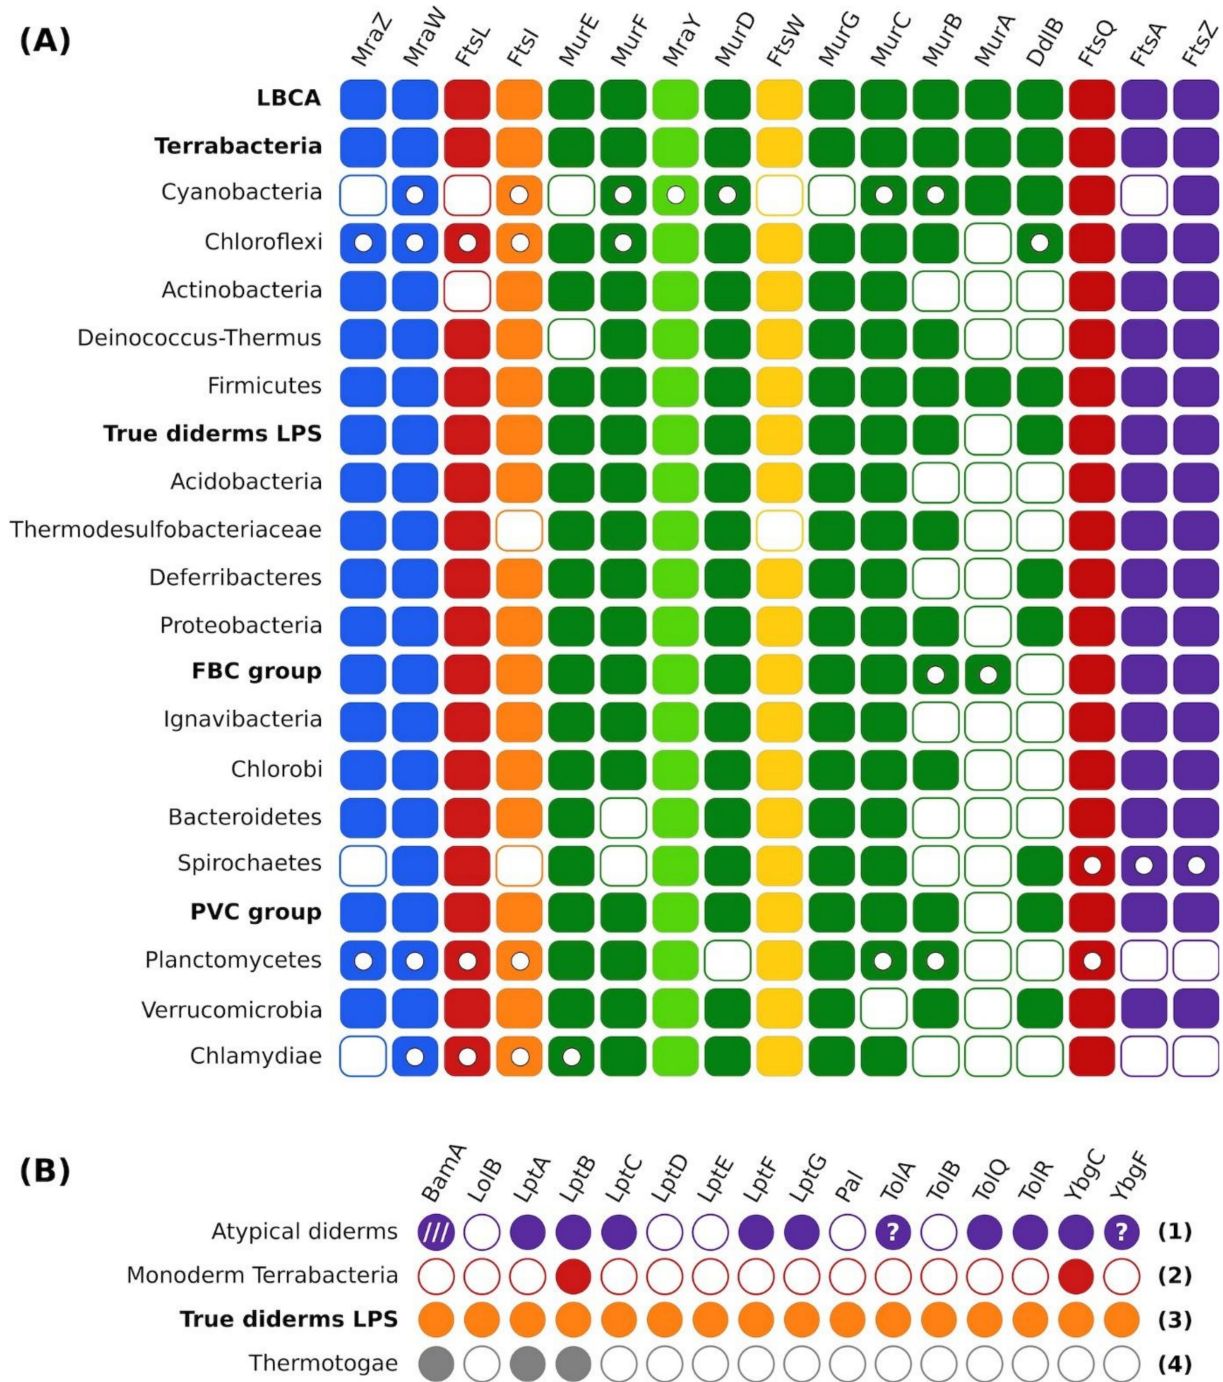 (A)
MraZ MraW FtsL FtsI MurE MurF MraY MurD FtsW MurG MurC MurB MurA DdlB FtsQ FtsA FtsZ
LBCA
Terrabacteria
Cyanobacteria
Chloroflexi
Actinobacteria
Deinococcus-Thermus
Firmicutes
True diderms LPS
Acidobacteria
Thermodesulfobacteriaceae
Deferribacteres
Proteobacteria
FBC group
Ignavibacteria
Chlorobi
Bacteroidetes
Spirochaetes
PVC group
Planctomycetes
Verrucomicrobia
Chlamydiae
(B)
BamA LolB LptA LptB LptC LptD LptE LptF LptG Pal TolA TolB TolQ TolR YbgC YbgF
Atypical diderms /// ? ? (1)
Monoderm Terrabacteria (2)
True diderms LPS (3)
Thermotogae (4)